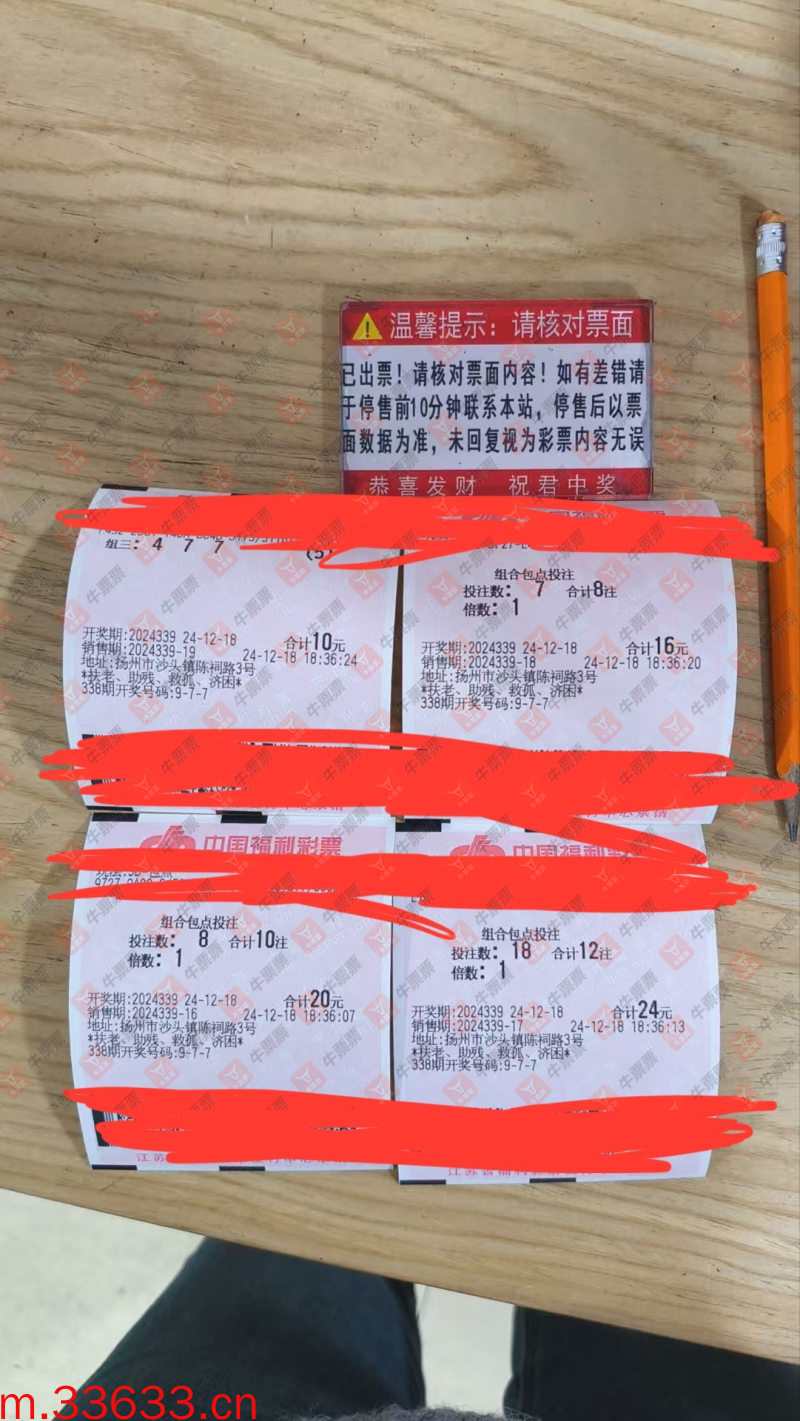 温馨提示：请核对票面
已出票！请核对票面内容！如有差错请
于停售前10分钟联系本站，停售后以票
面数据为准，未回复视为彩票内容无误
恭喜发财 祝君中奖
组三: 4 7 7 (5)
开奖期:2024339 24-12-18 合计10元
销售期:2024339-19 24-12-18 18:36:24
地址:扬州市沙头镇陈祠路3号
*扶老、助残、救孤、济困*
338期开奖号码:9-7-7
组合包点投注
投注数: 7 合计8注
倍数: 1
开奖期:2024339 24-12-18 合计16元
销售期:2024339-18 24-12-18 18:36:20
地址:扬州市沙头镇陈祠路3号
*扶老、助残、救孤、济困*
338期开奖号码:9-7-7
中国福利彩票
组合包点投注
投注数: 8 合计10注
倍数: 1
开奖期:2024339 24-12-18 合计20元
销售期:2024339-16 24-12-18 18:36:07
地址:扬州市沙头镇陈祠路3号
*扶老、助残、救孤、济困*
338期开奖号码:9-7-7
江苏
中国福利彩票
组合包点投注
投注数: 18 合计12注
倍数: 1
开奖期:2024339 24-12-18 合计24元
销售期:2024339-17 24-12-18 18:36:13
地址:扬州市沙头镇陈祠路3号
*扶老、助残、救孤、济困*
338期开奖号码:9-7-7
牛票票
m.33633.cn